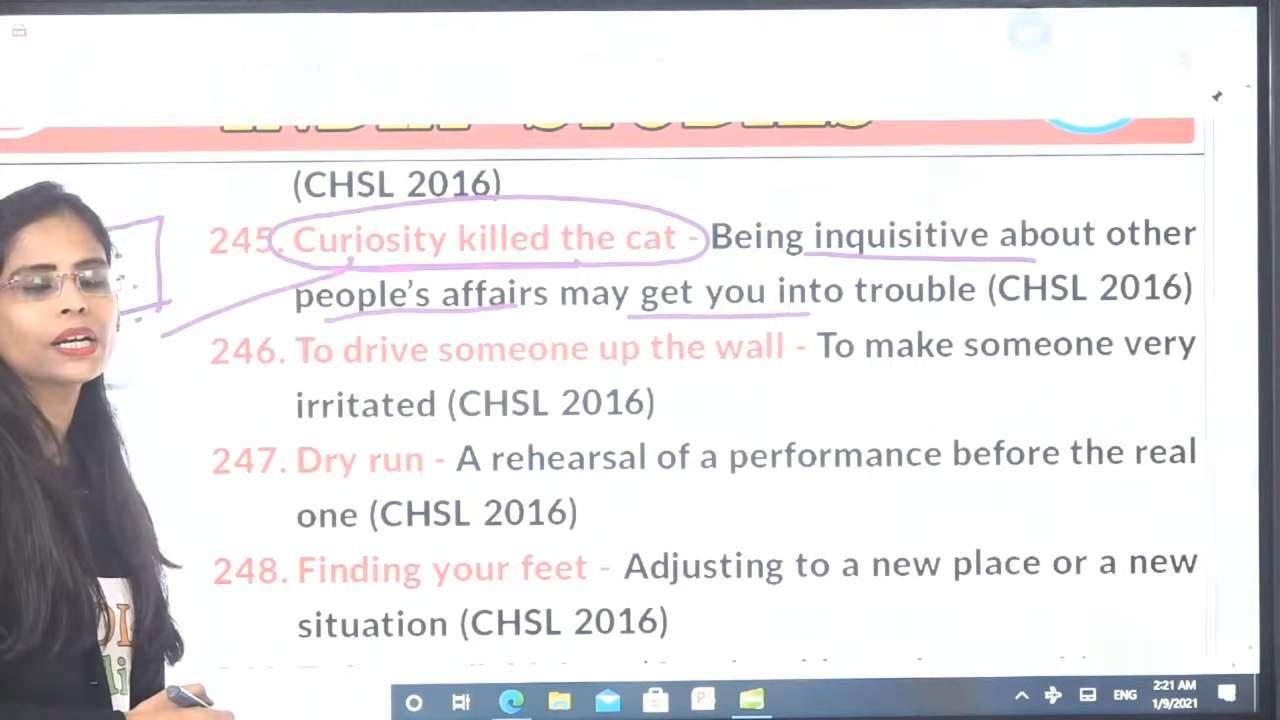 (CHSL 2016)
245. Curiosity killed the cat - Being inquisitive about other
people's affairs may get you into trouble (CHSL 2016)
246. To drive someone up the wall - To make someone very
irritated (CHSL 2016)
247. Dry run - A rehearsal of a performance before the real
one (CHSL 2016)
248. Finding your feet - Adjusting to a new place or a new
situation (CHSL 2016)
ENG
2:21 AM
1/9/2021